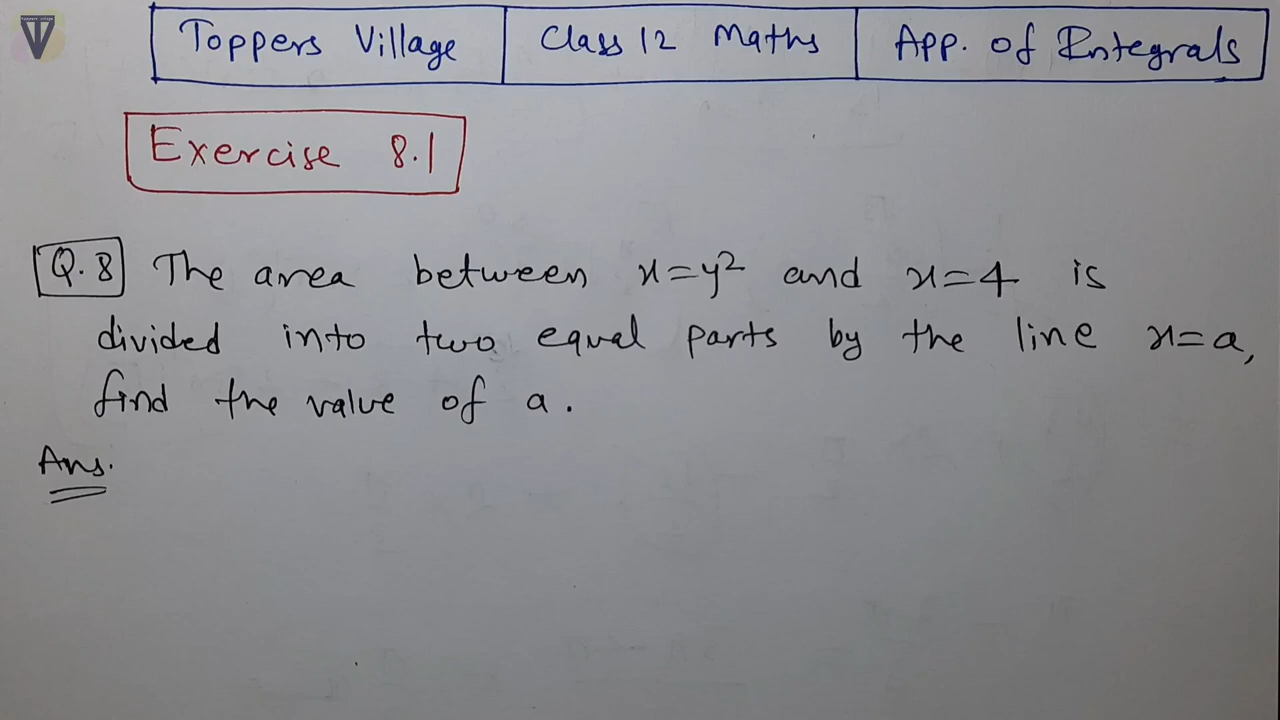 Toppers Village Class 12 Maths App. of Integrals
Exercise 8.1
Q.8 The area between x=y² and x=4 is
divided into two equal parts by the line x=a,
find the value of a.
Ans.